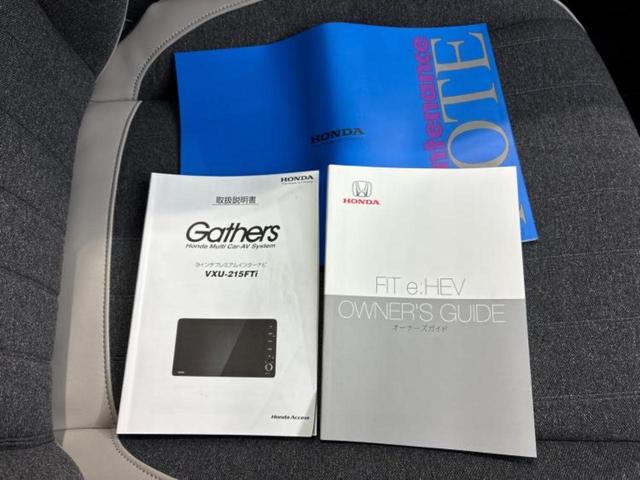 HONDA
ntenance
OTE
HONDA
取扱説明書
Gathers
Honda Multi Car-AV System
9インチプレミアムインターナビ
VXU-215FTi
Honda Access
HONDA
FIT e:HEV
OWNER'S GUIDE
オーナーズガイド